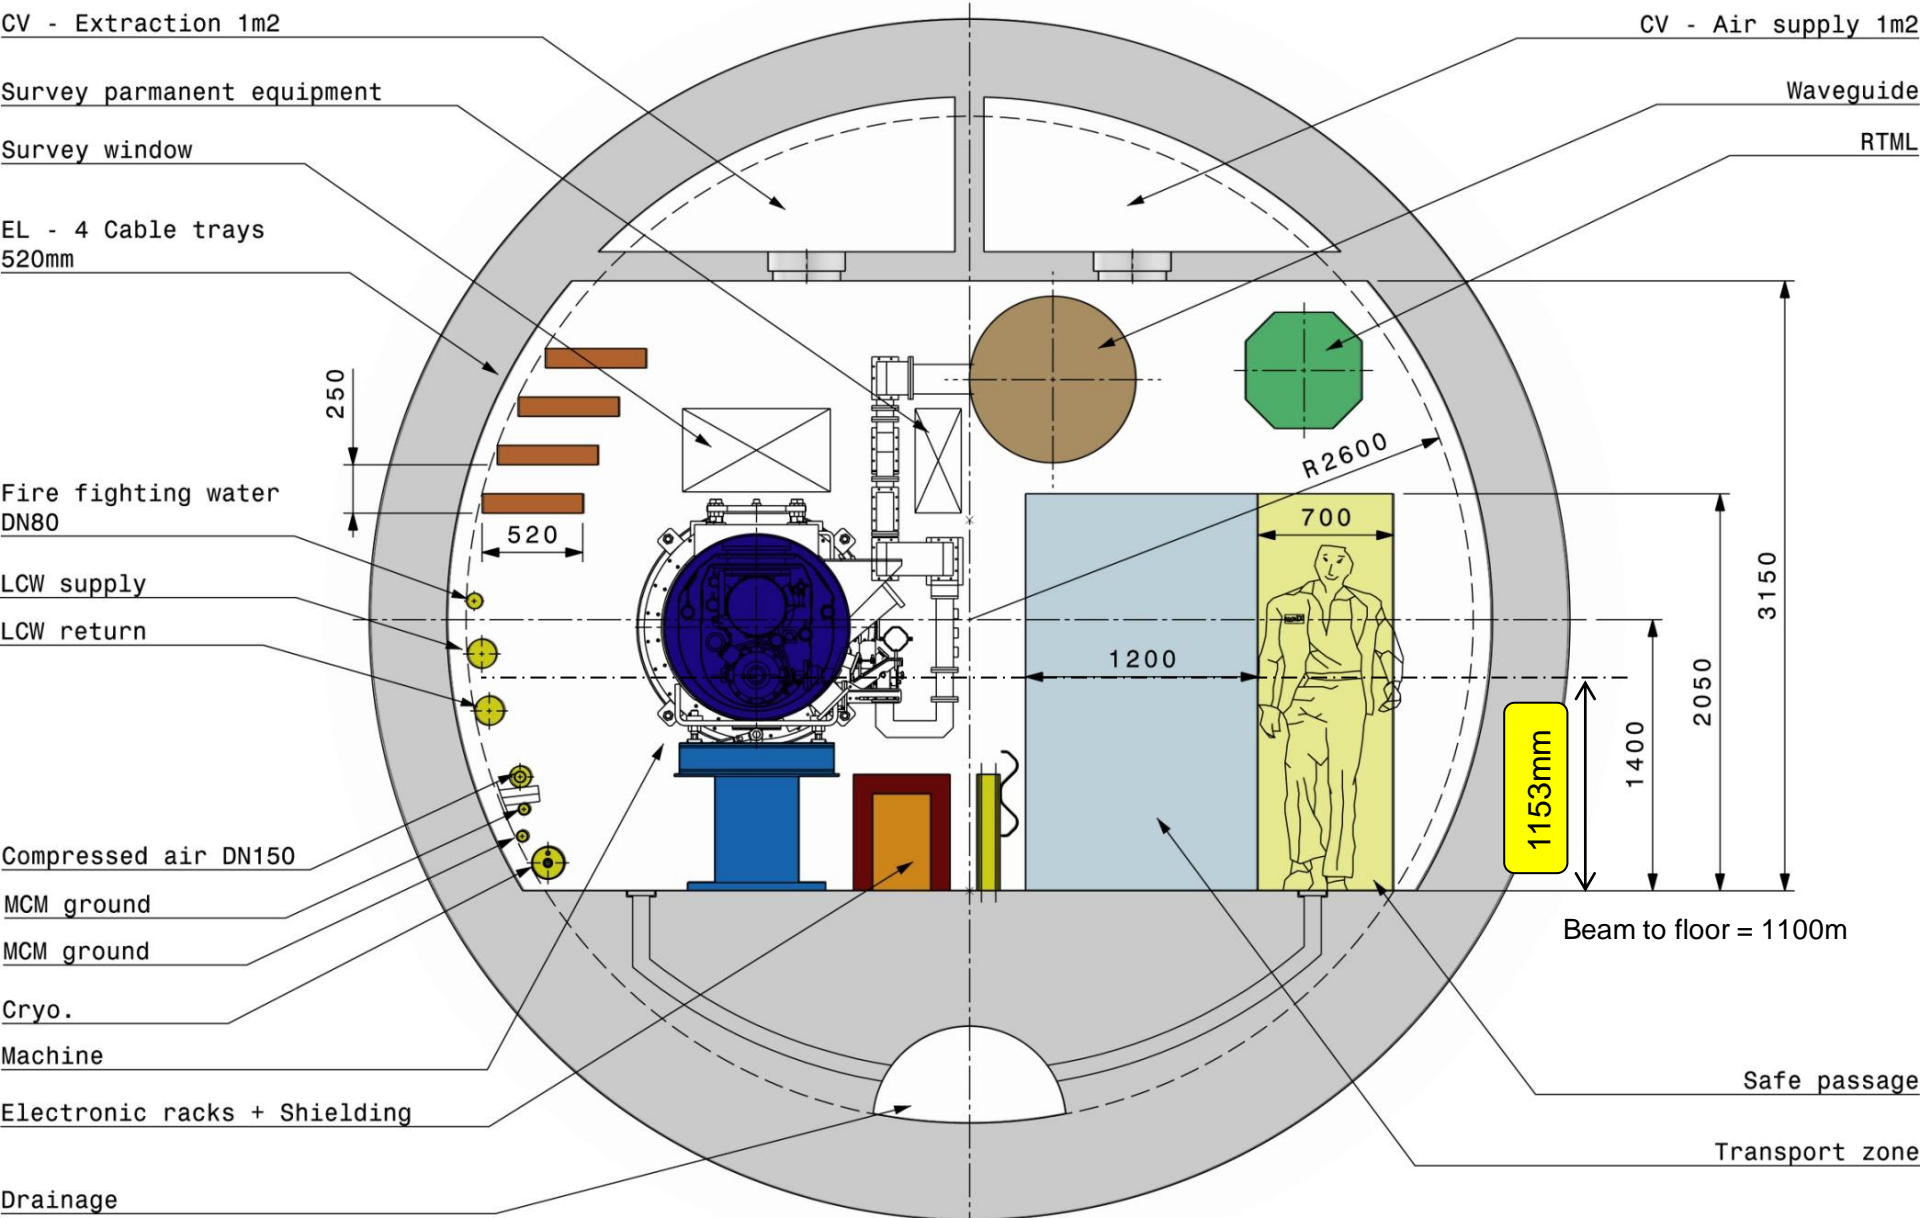 CV - Extraction 1m2
CV - Air supply 1m2
Survey parmanent equipment
Waveguide
Survey window
RTML
EL - 4 Cable trays
520mm
250
R2600
Fire fighting water
DN80
520
700
3150
LCW supply
LCW return
1200
2050
1400
1153mm
Compressed air DN150
MCM ground
Beam to floor = 1100m
MCM ground
Cryo.
Machine
Safe passage
Electronic racks + Shielding
Transport zone
Drainage